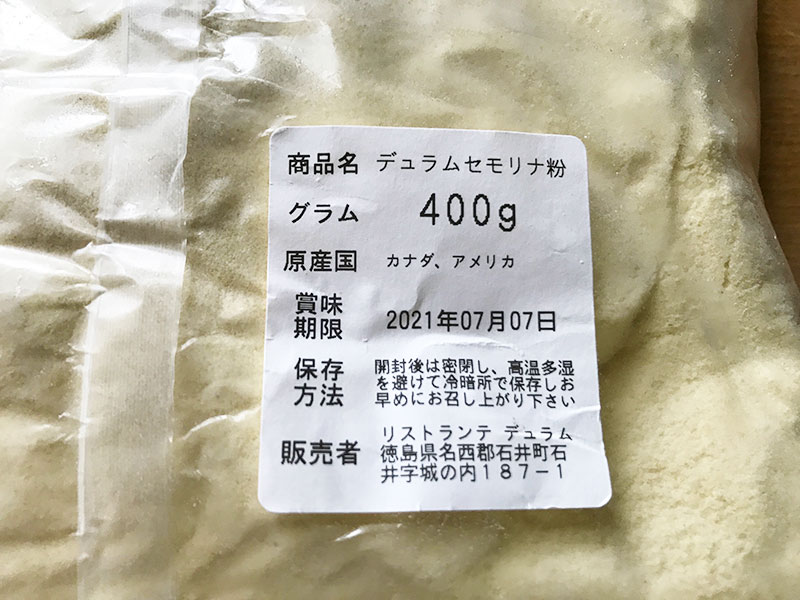 商品名 デュラムセモリナ粉
グラム 400g
原産国 カナダ、アメリカ
賞味期限 2021年07月07日
保存方法 開封後は密閉し、高温多湿
を避けて冷暗所で保存しお
早めにお召し上がり下さい
販売者 リストランテ デュラム
徳島県名西郡石井町石
井字城の内187-1